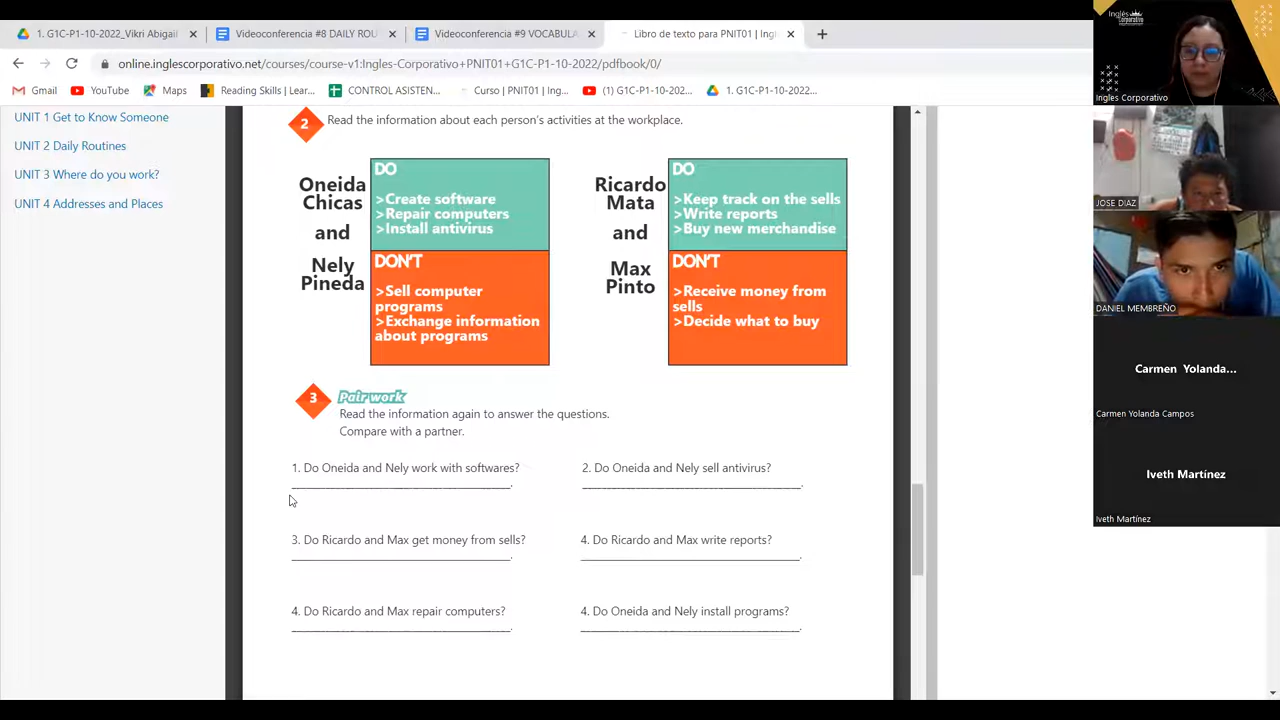 1. G1C-P1-10-2022_Vikri Abigail
Videoconferencia #8 DAILY ROU
Videoconferencia #9 VOCABULA
Libro de texto para PNIT01 | Ingl
online.inglescorporativo.net/courses/course-v1:Ingles-Corporativo+PNIT01+G1C-P1-10-2022/pdfbook/0/
Gmail
YouTube
Maps
Reading Skills | Lear...
CONTROL ASISTEN...
Curso | PNIT01 | Ing...
(1) G1C-P1-10-202...
1. G1C-P1-10-2022...
UNIT 1 Get to Know Someone
UNIT 2 Daily Routines
UNIT 3 Where do you work?
UNIT 4 Addresses and Places
2
Read the information about each person's activities at the workplace.
Oneida
Chicas
and
Nely
Pineda
DO
>Create software
>Repair computers
>Install antivirus
DON'T
>Sell computer
programs
>Exchange information
about programs
Ricardo
Mata
and
Max
Pinto
DO
>Keep track on the sells
>Write reports
>Buy new merchandise
DON'T
>Receive money from
sells
>Decide what to buy
3
Pair work
Read the information again to answer the questions.
Compare with a partner.
1. Do Oneida and Nely work with softwares?
2. Do Oneida and Nely sell antivirus?
3. Do Ricardo and Max get money from sells?
4. Do Ricardo and Max write reports?
4. Do Ricardo and Max repair computers?
4. Do Oneida and Nely install programs?
Inglés
Corporativo
Ingles Corporativo
JOSE DIAZ
DANIEL MEMBREÑO
Carmen Yolanda...
Carmen Yolanda Campos
Iveth Martínez
Iveth Martínez